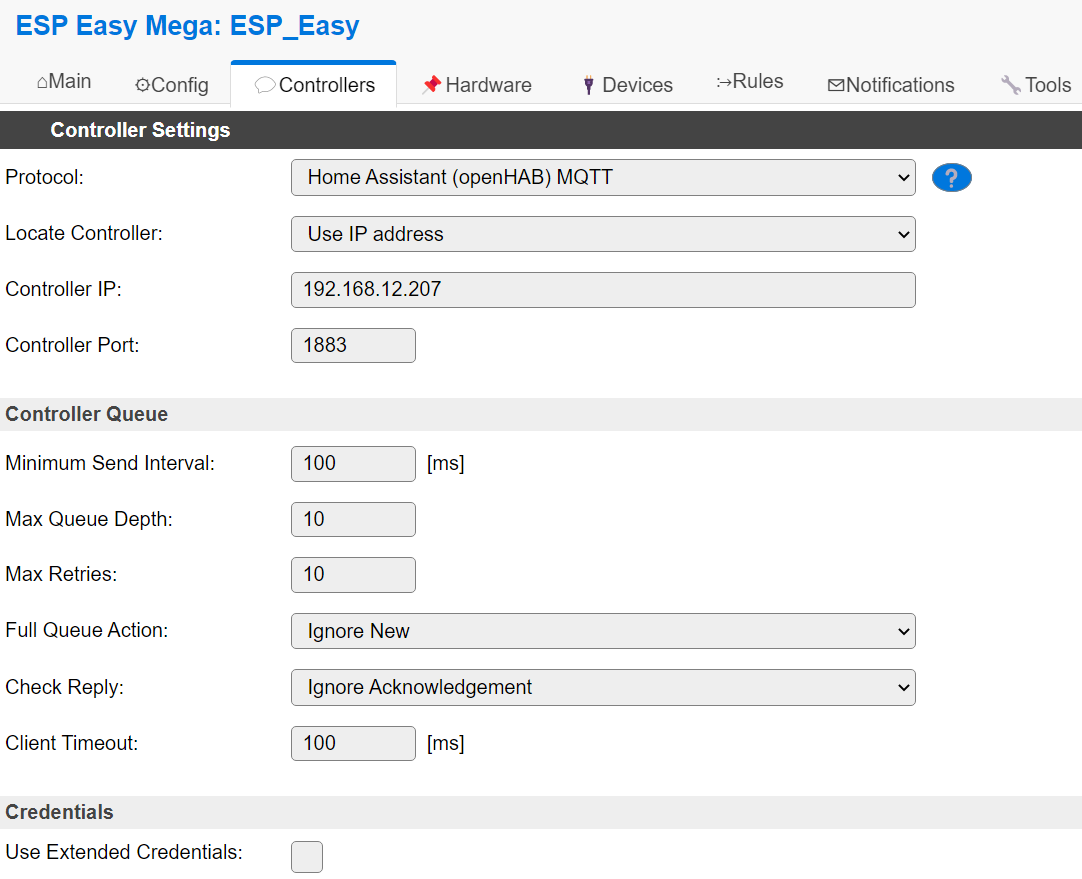 ESP Easy Mega: ESP_Easy
⌂Main ⚙Config 💬Controllers 📌Hardware 🔌Devices Rules ✉Notifications 🔧Tools
Controller Settings
Protocol: Home Assistant (openHAB) MQTT ?
Locate Controller: Use IP address
Controller IP: 192.168.12.207
Controller Port: 1883
Controller Queue
Minimum Send Interval: 100 [ms]
Max Queue Depth: 10
Max Retries: 10
Full Queue Action: Ignore New
Check Reply: Ignore Acknowledgement
Client Timeout: 100 [ms]
Credentials
Use Extended Credentials: